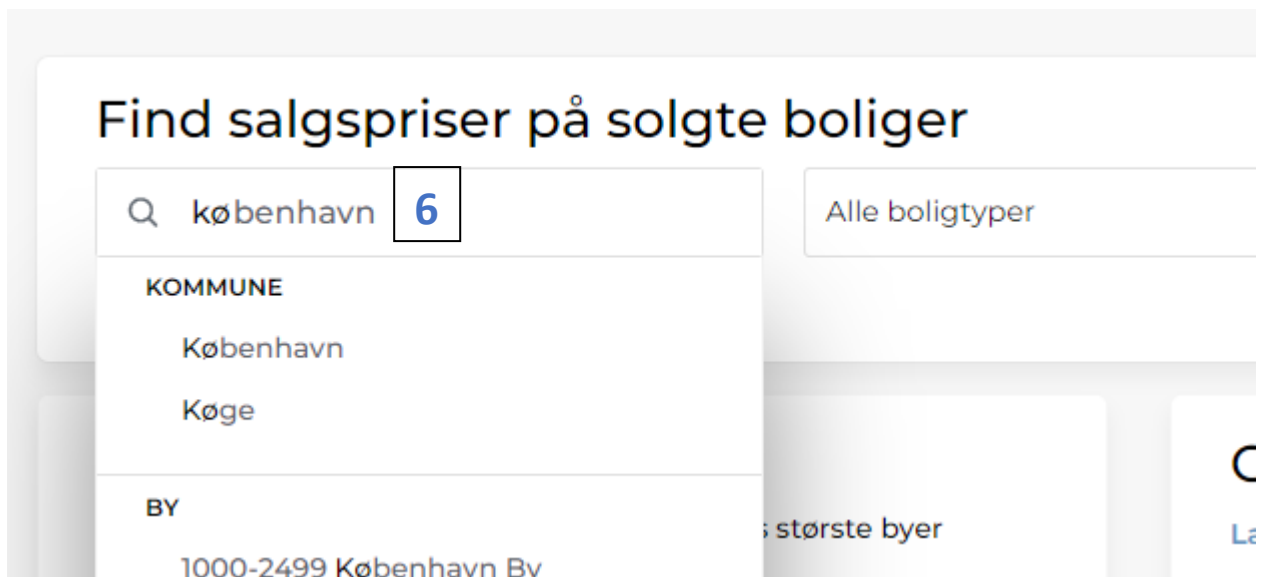 Find salgspriser på solgte boliger
københavn 6
Alle boligtyper
KOMMUNE
København
Køge
BY
1000-2499 København By
største byer